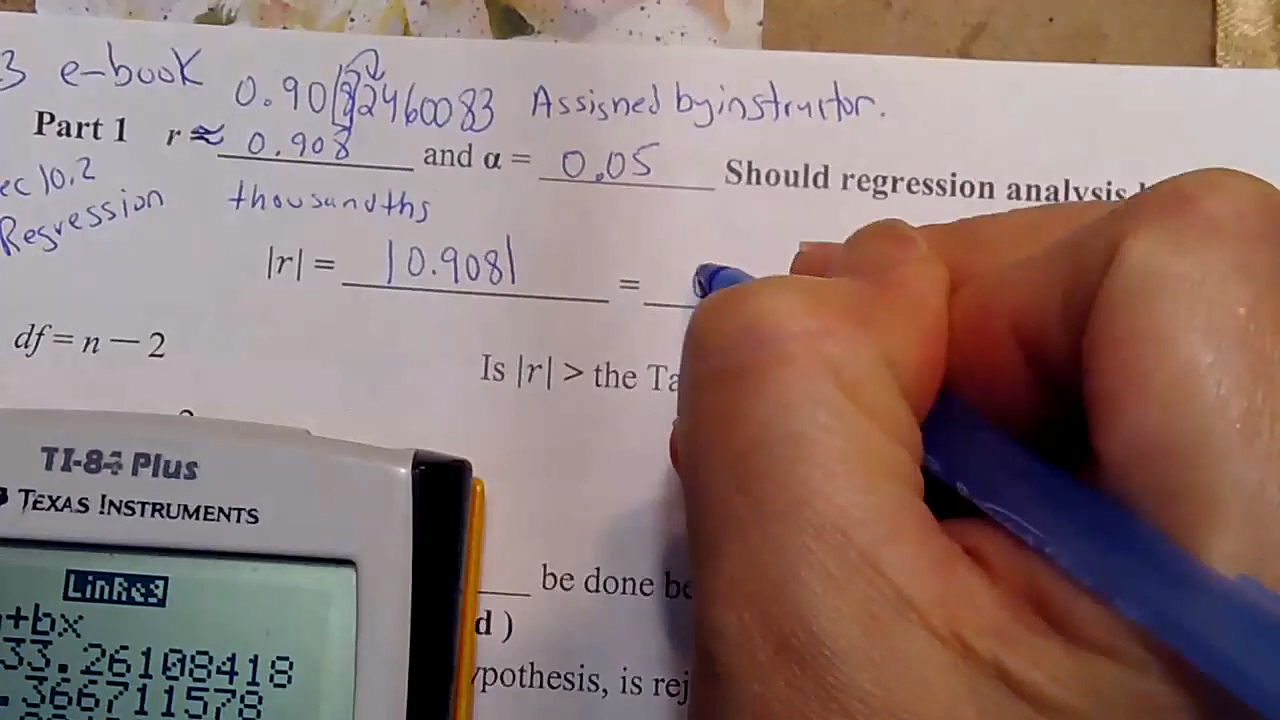 3 e-book 0.90882460083 Assigned by instructor.
Part 1 r ≈ 0.908 and α = 0.05 Should regression analysis
ec 10.2
Regression
thousandths
|r| = |0.908| =
df = n — 2
Is |r| > the Ta
TI-84 Plus
TEXAS INSTRUMENTS
LinReg
+bx
33.26108418
.366711578
be done be
d )
pothesis, is rej